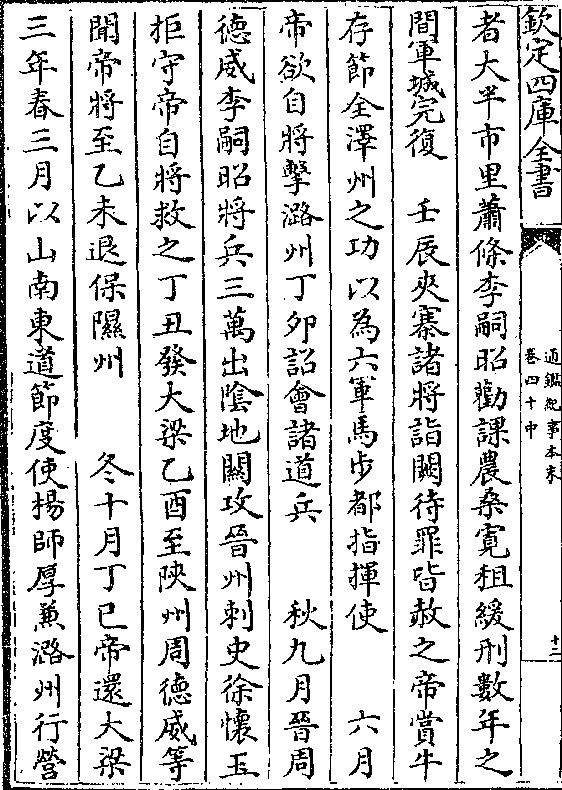 欽定四庫全書
通鑑紀事本末
卷四十中
十二
者大半市里蕭條李嗣昭勸課農桑寛租緩刑數年之
間軍城完復　壬辰夾寨諸將詣闕待罪皆赦之帝賞牛
存節全澤州之功以為六軍馬步都指揮使　六月
帝欲自將擊潞州丁卯詔會諸道兵　秋九月晉周
德威李嗣昭將兵三萬出陰地關攻晉州刺史徐懷玉
拒守帝自將救之丁丑發大梁乙酉至陝州周德威等
聞帝將至乙未退保隰州　冬十月丁巳帝還大梁
三年春三月以山南東道節度使楊師厚兼潞州行營